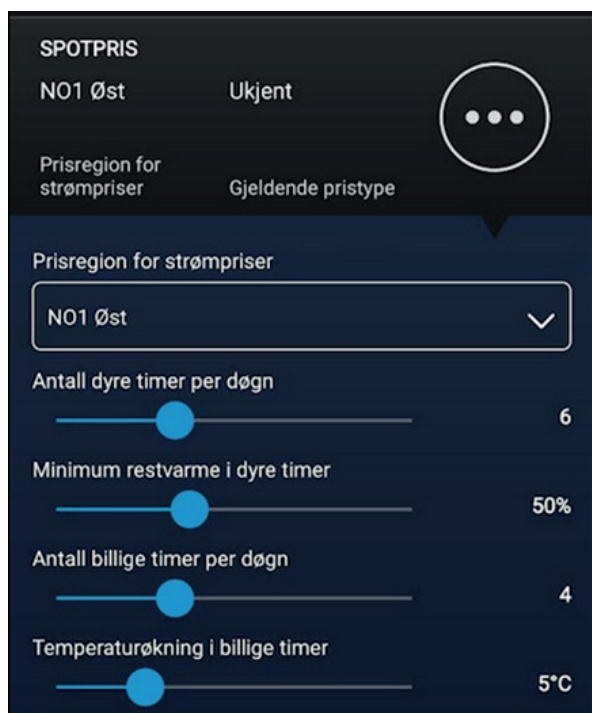 SPOTPRIS
NO1 Øst Ukjent
Prisregion for
strømpriser Gjeldende pristype
Prisregion for strømpriser
NO1 Øst
Antall dyre timer per døgn
6
Minimum restvarme i dyre timer
50%
Antall billige timer per døgn
4
Temperaturøkning i billige timer
5°C